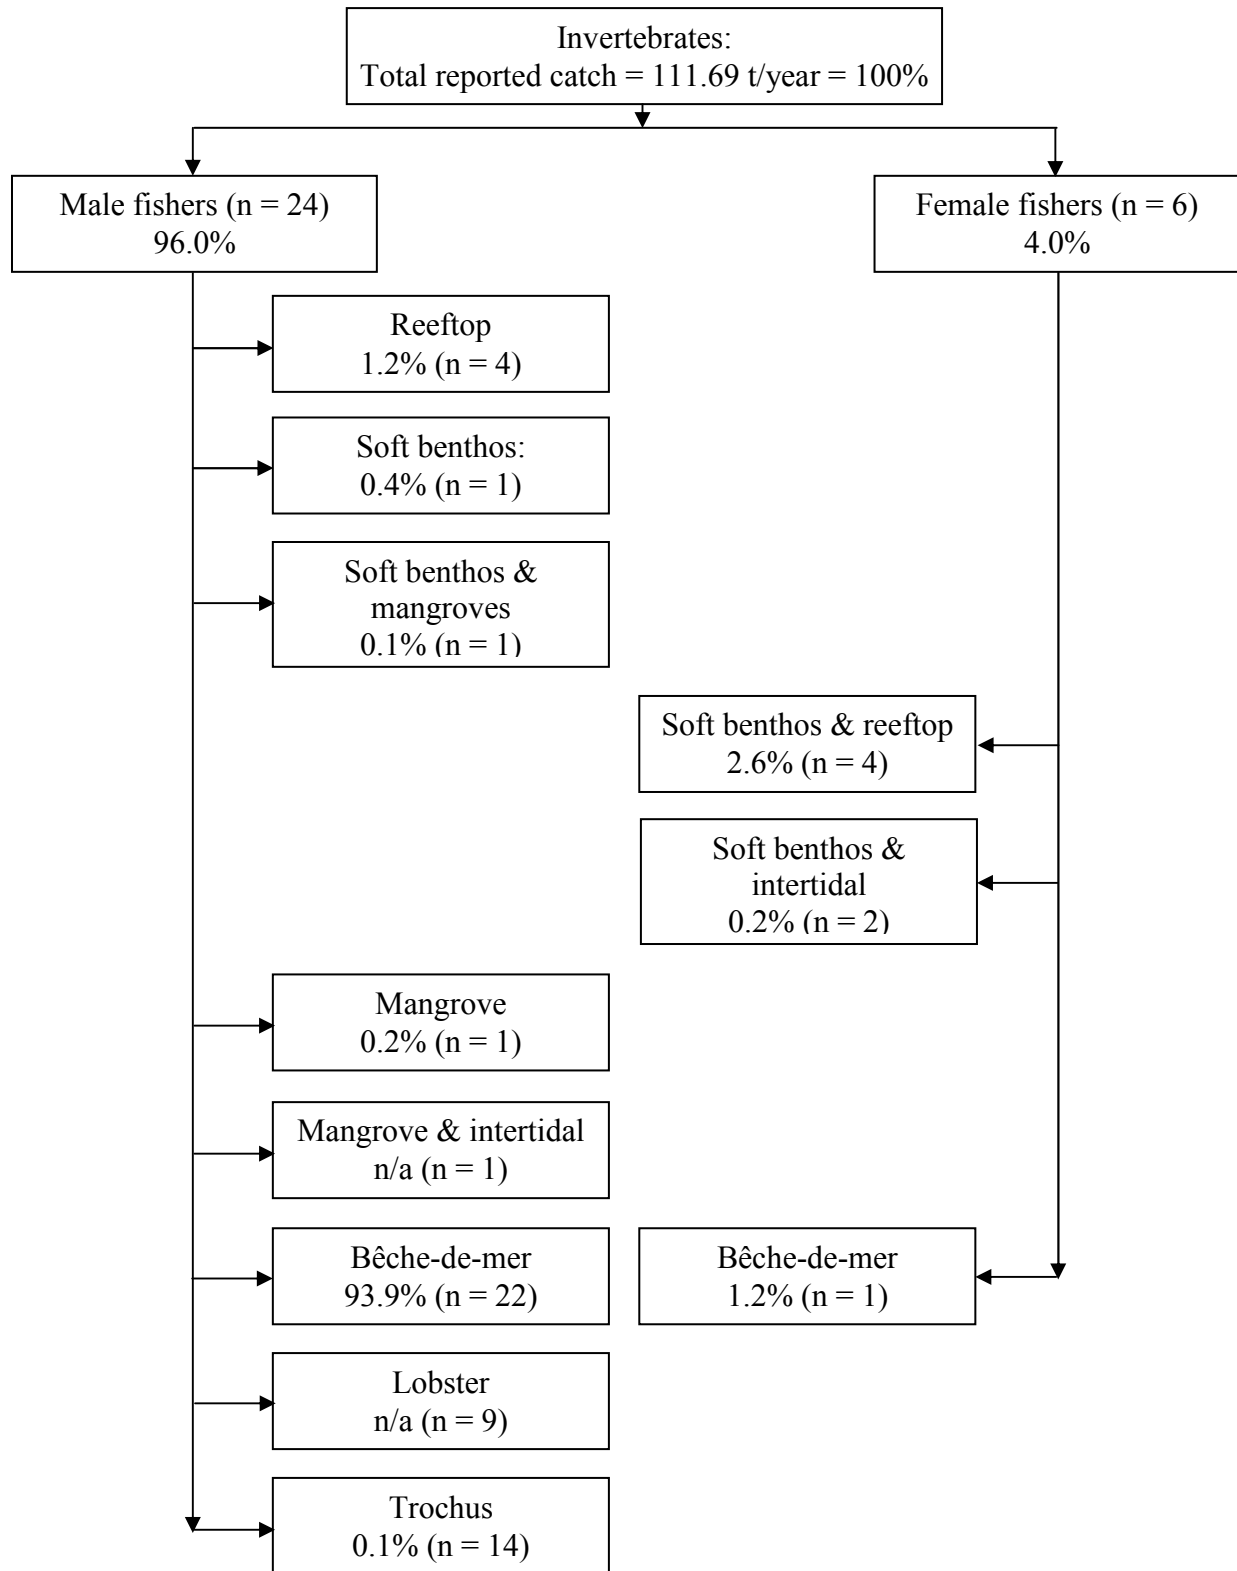 Invertebrates:
Total reported catch = 111.69 t/year = 100%
Male fishers (n = 24)
96.0%
Female fishers (n = 6)
4.0%
Reeftop
1.2% (n = 4)
Soft benthos:
0.4% (n = 1)
Soft benthos &
mangroves
0.1% (n = 1)
Soft benthos & reeftop
2.6% (n = 4)
Soft benthos &
intertidal
0.2% (n = 2)
Mangrove
0.2% (n = 1)
Mangrove & intertidal
n/a (n = 1)
Bêche-de-mer
93.9% (n = 22)
Bêche-de-mer
1.2% (n = 1)
Lobster
n/a (n = 9)
Trochus
0.1% (n = 14)